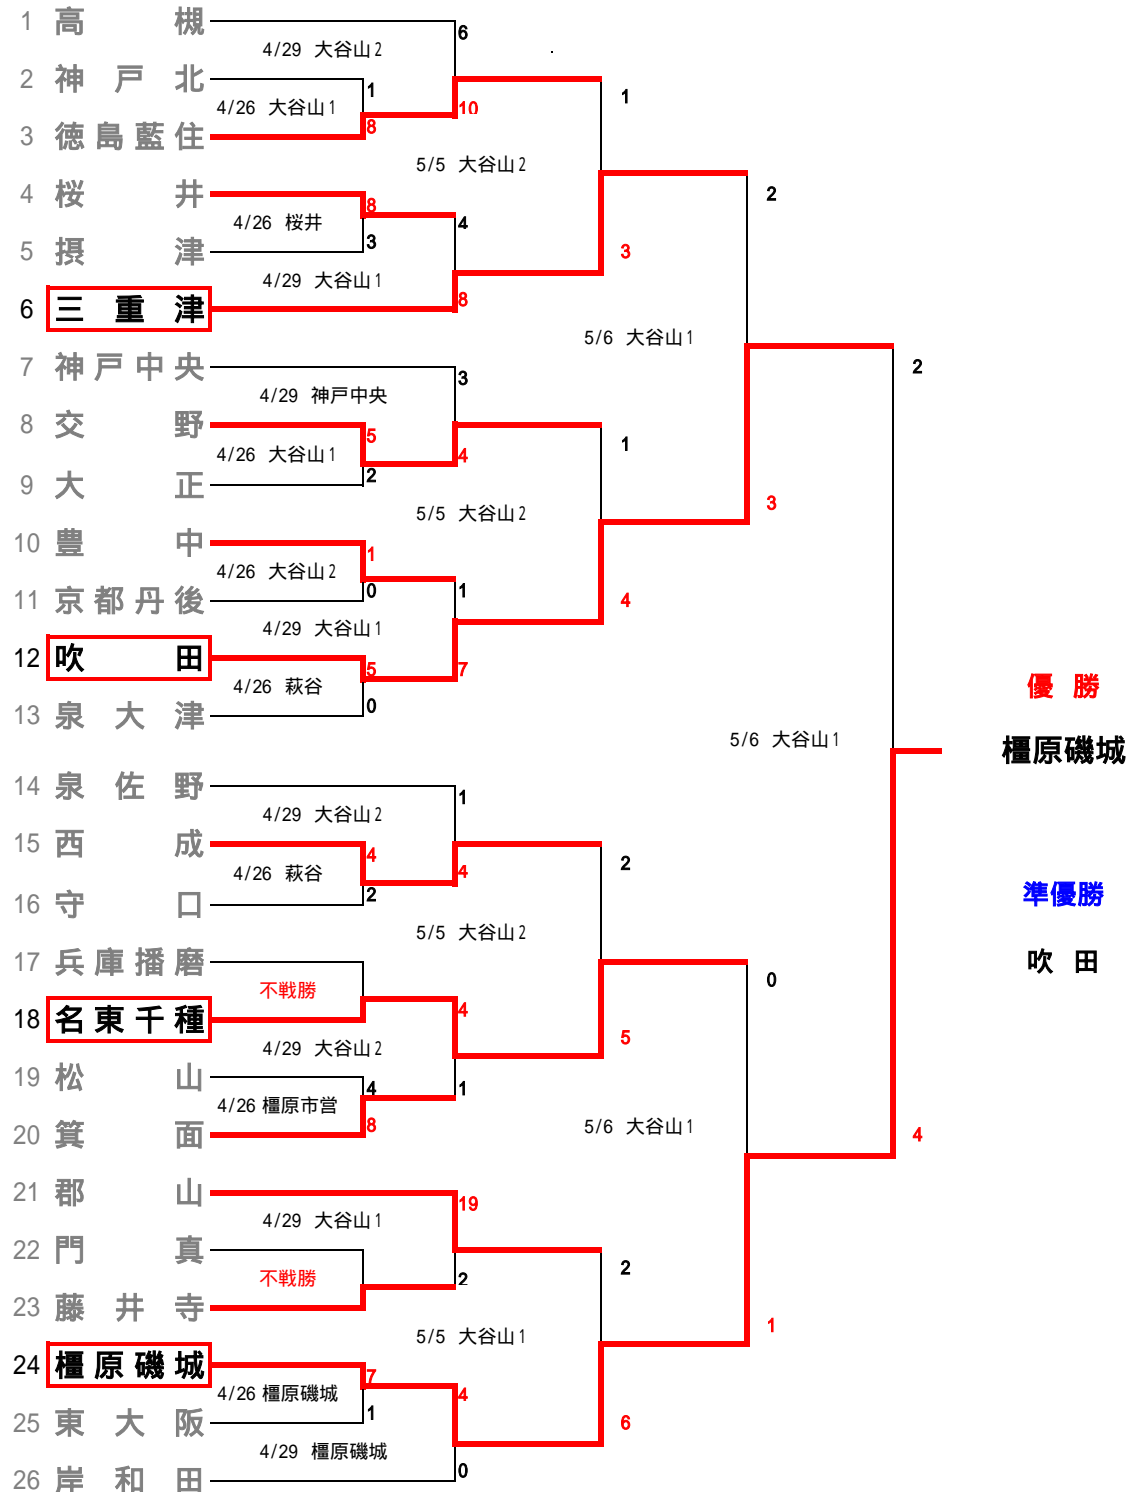 1 高槻
6
4/29 大谷山2
2 神戸北
1
1
4/26 大谷山1
10
3 徳島藍住
8
5/5 大谷山2
4 桜井
8
2
4/26 桜井
4
5 摂津
3
3
4/29 大谷山1
6 三重津
8
5/6 大谷山1
7 神戸中央
3
2
4/29 神戸中央
8 交野
5
1
4/26 大谷山1
4
9 大正
2
3
5/5 大谷山2
10 豊中
1
4/26 大谷山2
11 京都丹後
0
1
4
4/29 大谷山1
12 吹田
5
7
4/26 萩谷
優勝
13 泉大津
0
5/6 大谷山1
橿原磯城
14 泉佐野
1
4/29 大谷山2
15 西成
4
2
4/26 萩谷
4
16 守口
2
準優勝
5/5 大谷山2
17 兵庫播磨
吹田
0
不戦勝
18 名東千種
4
5
4/29 大谷山2
19 松山
4
1
4/26 橿原市営
20 箕面
8
5/6 大谷山1
4
21 郡山
19
4/29 大谷山1
22 門真
2
不戦勝
2
23 藤井寺
1
5/5 大谷山1
24 橿原磯城
7
4/26 橿原磯城
4
25 東大阪
1
6
4/29 橿原磯城
26 岸和田
0